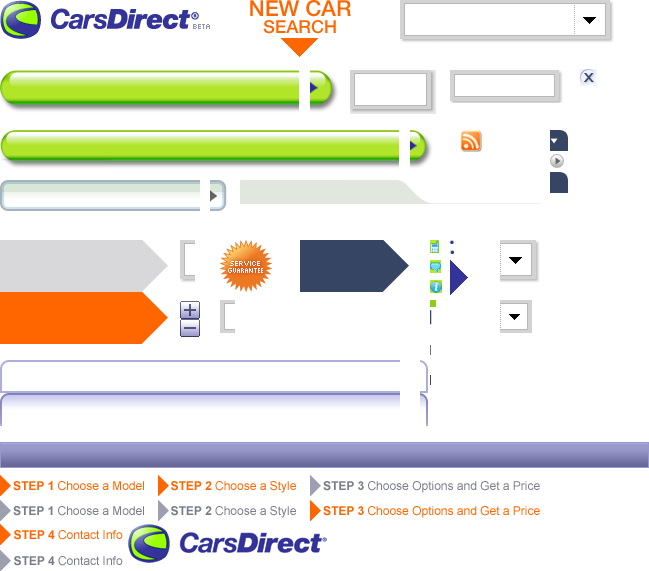 CarsDirect® BETA
NEW CAR
SEARCH
SERVICE
GUARANTEE
STEP 1 Choose a Model STEP 2 Choose a Style STEP 3 Choose Options and Get a Price
STEP 1 Choose a Model STEP 2 Choose a Style STEP 3 Choose Options and Get a Price
STEP 4 Contact Info
CarsDirect®
STEP 4 Contact Info